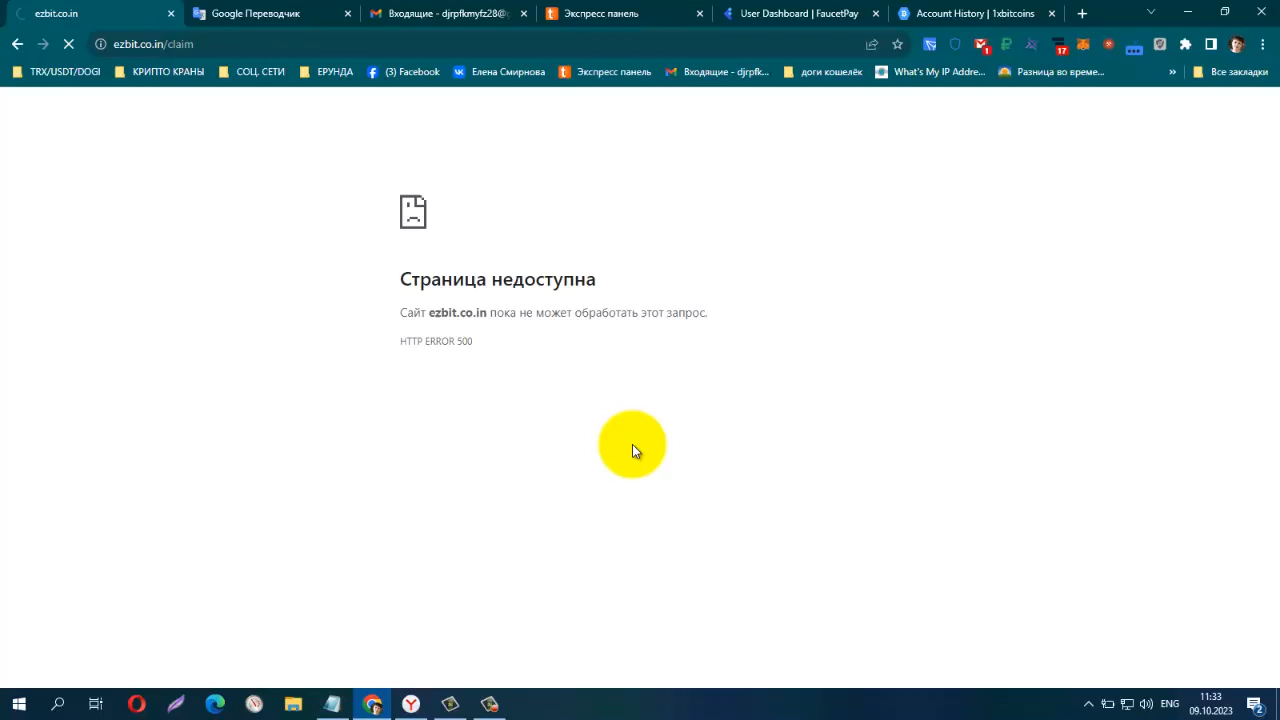 ezbit.co.in
Google Переводчик
Входящие - djrpfkmyfz28@
Экспресс панель
User Dashboard | FaucetPay
Account History | 1xbitcoins
ezbit.co.in/claim
1
17
TRX/USDT/DOGI
КРИПТО КРАНЫ
СОЦ. СЕТИ
ЕРУНДА
(3) Facebook
Елена Смирнова
Экспресс панель
Входящие - djrpfk...
доги кошелёк
What's My IP Addre...
Разница во време...
»
Все закладки
Страница недоступна
Сайт ezbit.co.in пока не может обработать этот запрос.
HTTP ERROR 500
ENG
11:33
09.10.2023
2